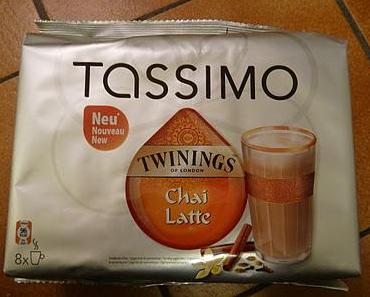 TASSIMO
Neu*
Nouveau
New
TWININGS
OF LONDON
Chai
Latte
8x